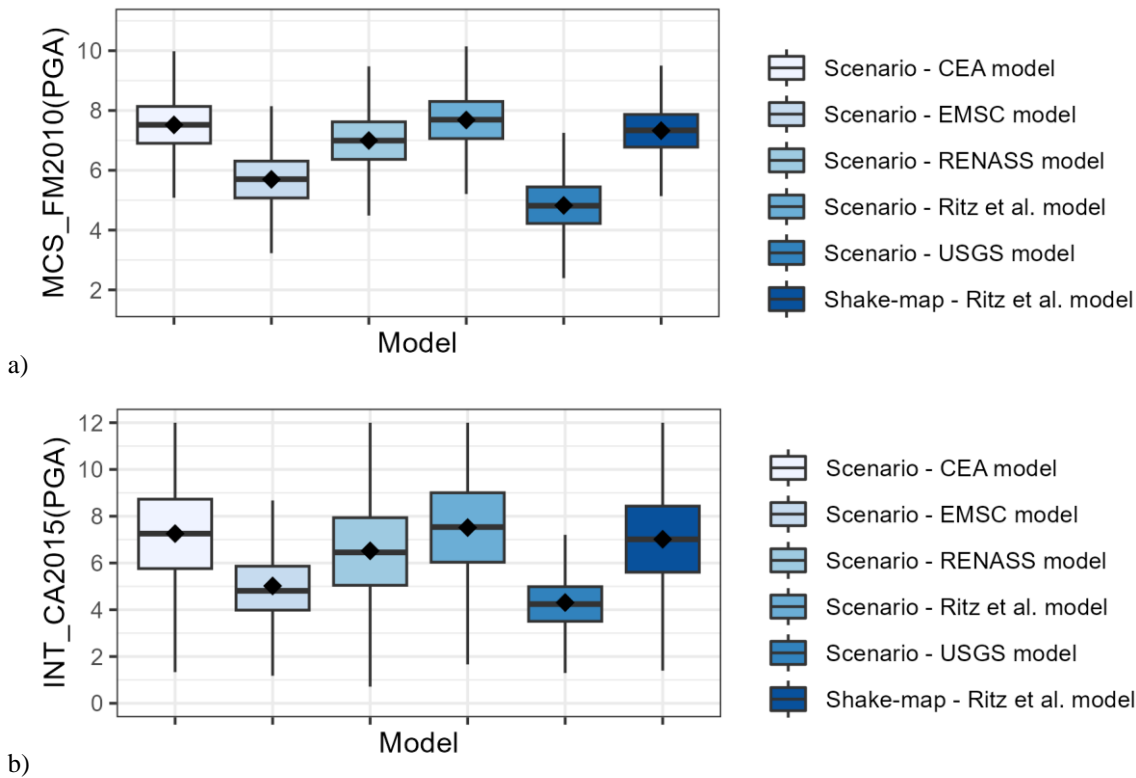 MCS_FM2010(PGA)
10
8
6
4
2
Model
Scenario - CEA model
Scenario - EMSC model
Scenario - RENASS model
Scenario - Ritz et al. model
Scenario - USGS model
Shake-map - Ritz et al. model
a)
INT_CA2015(PGA)
12
10
8
6
4
2
0
Model
Scenario - CEA model
Scenario - EMSC model
Scenario - RENASS model
Scenario - Ritz et al. model
Scenario - USGS model
Shake-map - Ritz et al. model
b)